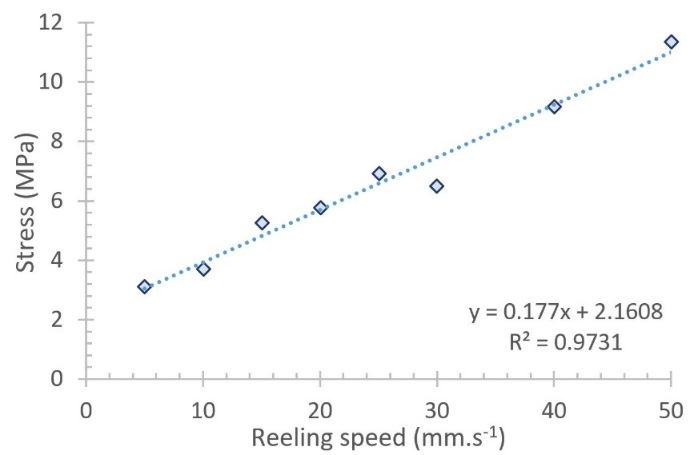 12
10
8
6
4
2
0
Stress (MPa)
y = 0.177x + 2.1608
R² = 0.9731
0 10 20 30 40 50
Reeling speed (mm.s⁻¹)